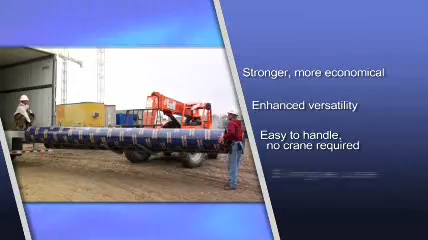 Stronger, more economical
Enhanced versatility
Easy to handle,
no crane required